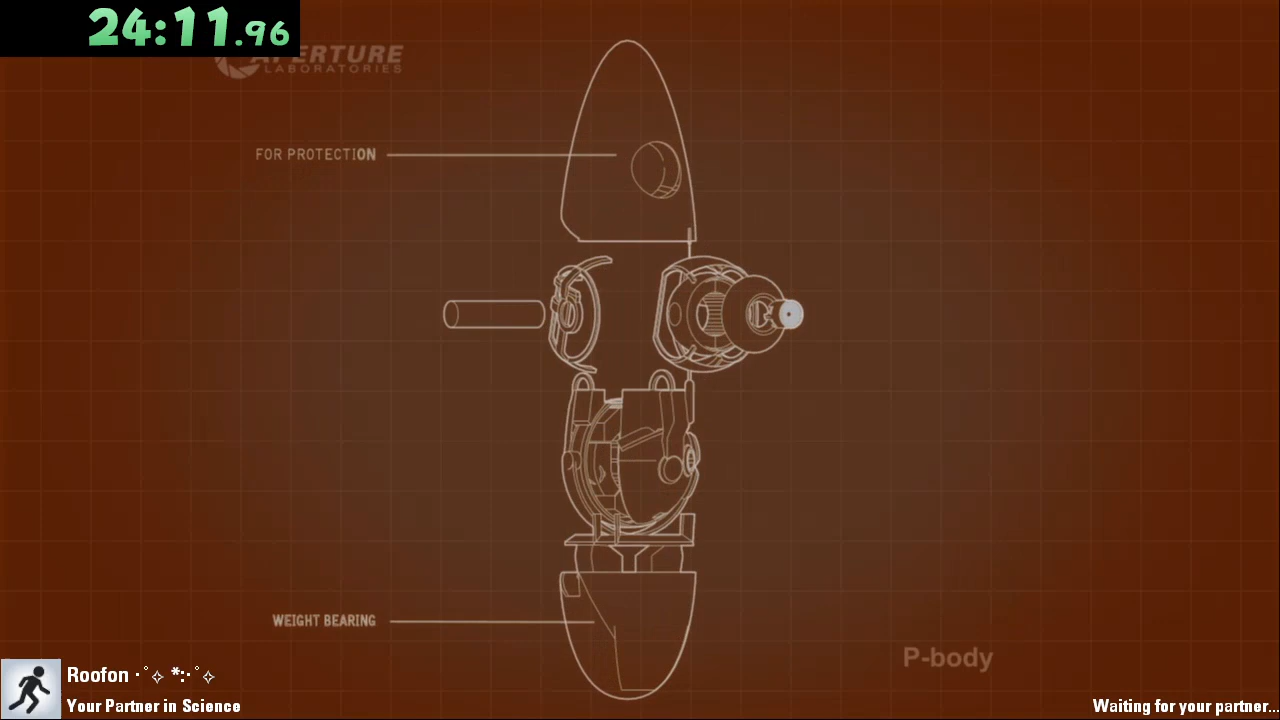 24:11.96
APERTURE
LABORATORIES
FOR PROTECTION
WEIGHT BEARING
P-body
Roofon ·˚✧ *:·˚✧
Your Partner in Science
Waiting for your partner...